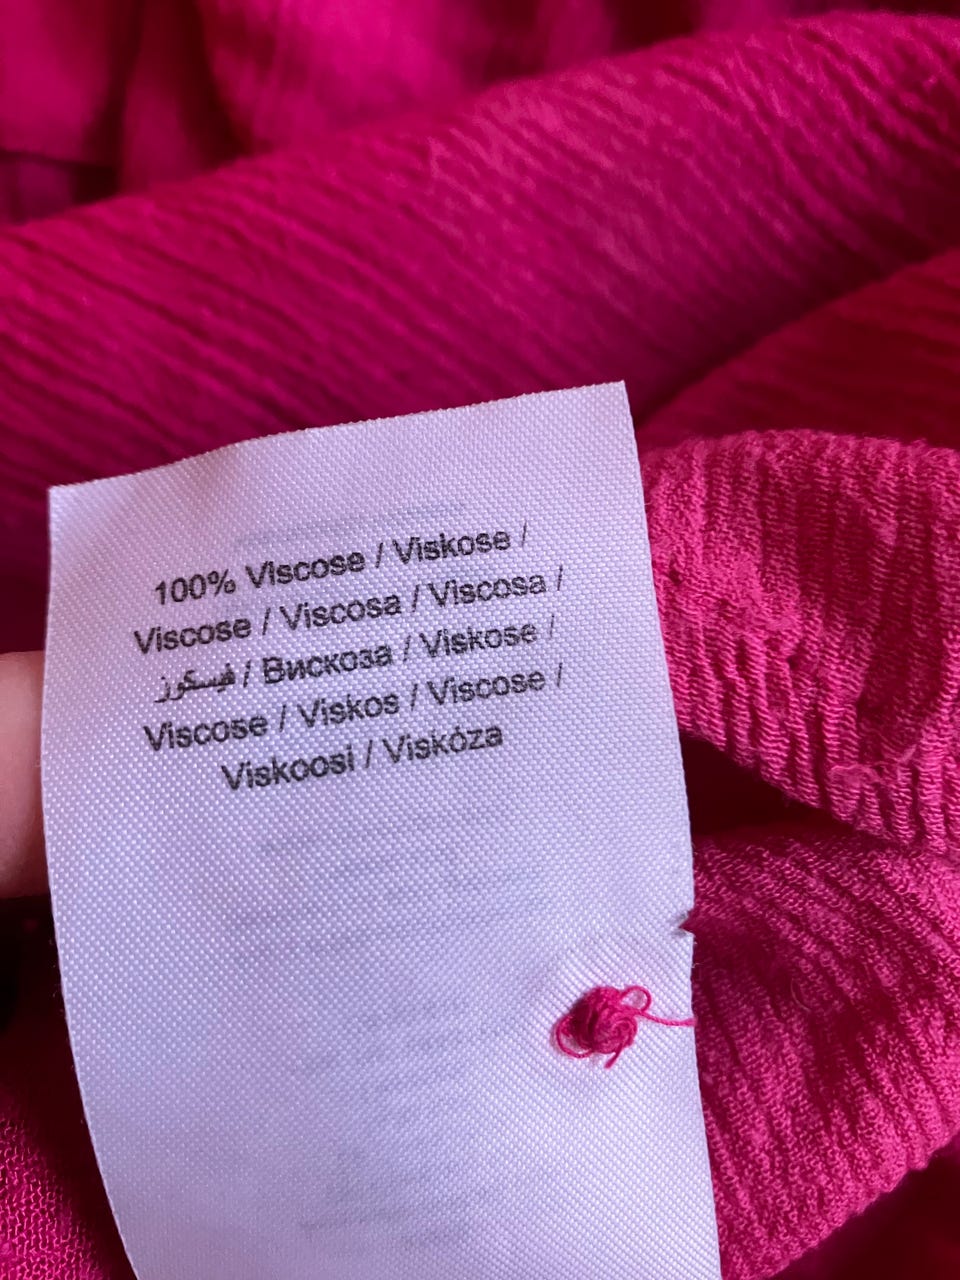 100% Viscose / Viskose /
Viscose / Viscosa / Viscosa /
فيسكوز / Вискоза / Viskose /
Viscose / Viskos / Viscose /
Viskoosi / Viskóza